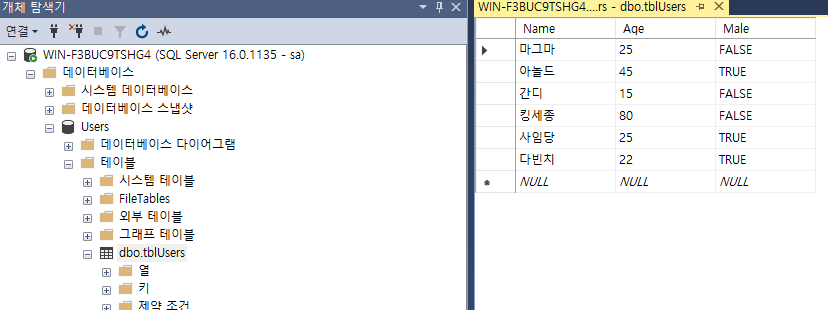 개체 탐색기
연결
WIN-F3BUC9TSHG4 (SQL Server 16.0.1135 - sa)
데이터베이스
시스템 데이터베이스
데이터베이스 스냅샷
Users
데이터베이스 다이어그램
테이블
시스템 테이블
FileTables
외부 테이블
그래프 테이블
dbo.tblUsers
열
키
제약 조건
WIN-F3BUC9TSHG4....rs - dbo.tblUsers
Name Age Male
마그마 25 FALSE
아놀드 45 TRUE
간디 15 FALSE
킹세종 80 FALSE
사임당 25 TRUE
다빈치 22 TRUE
NULL NULL NULL